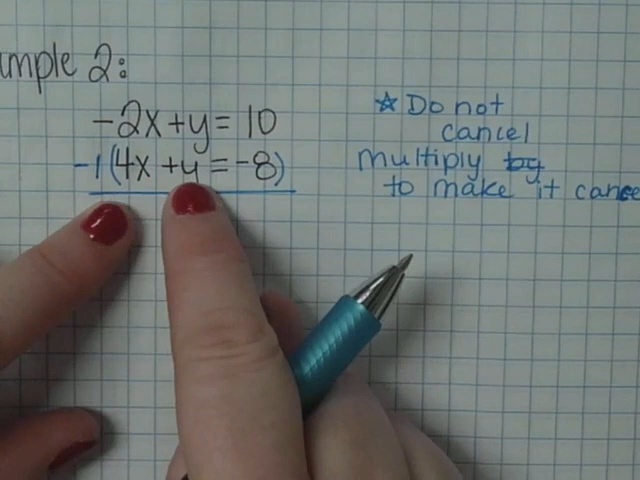 mple 2:
-2x+y=10
-1(4x+y=-8)
☆ Do not
cancel
multiply by
to make it cance